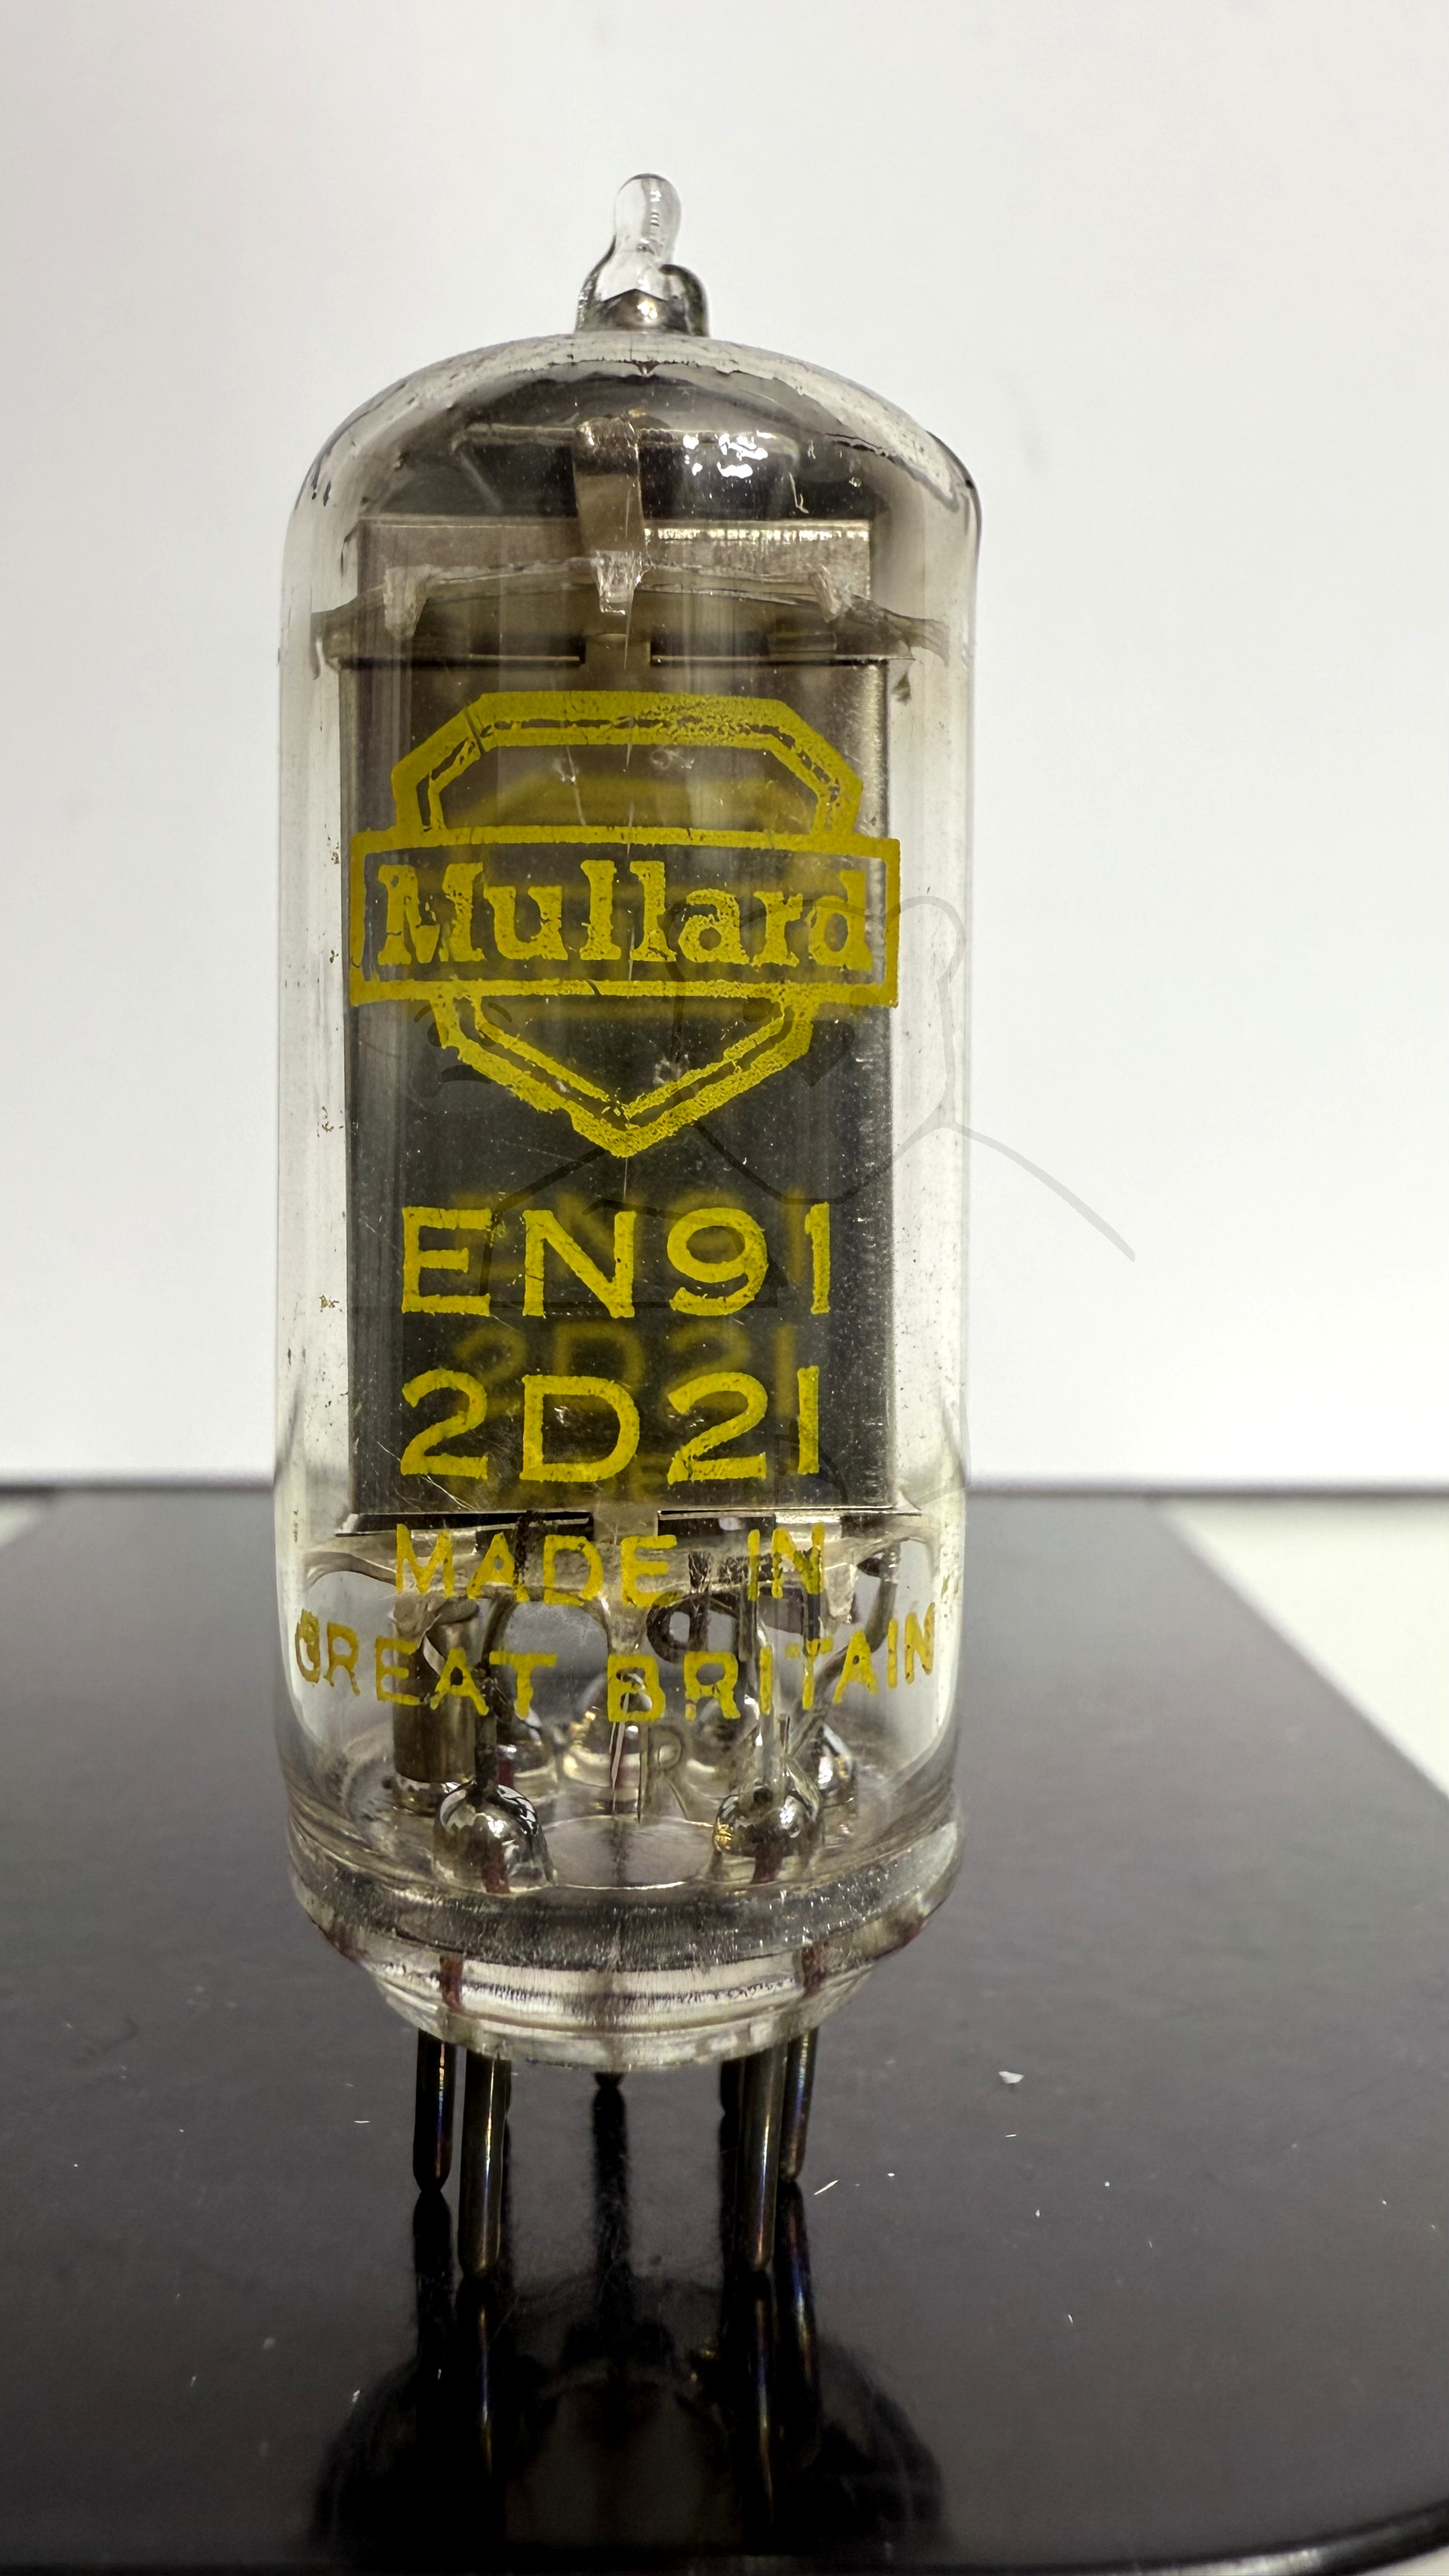 Mullard
EN91
2D21
MADE IN
GREAT BRITAIN